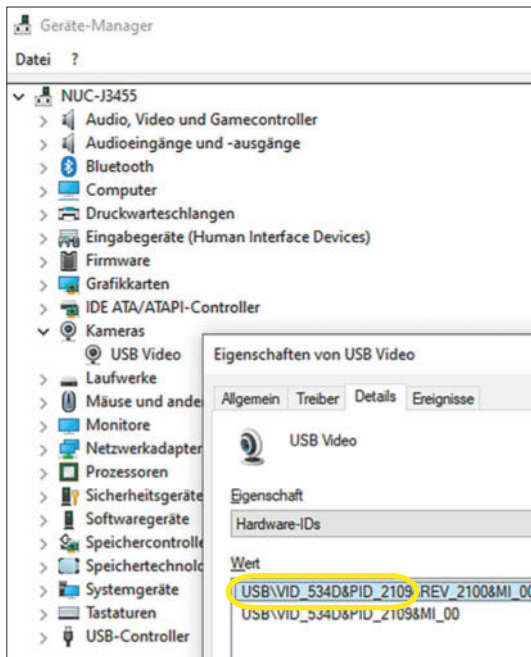 Geräte-Manager
Datei ?
NUC-J3455
Audio, Video und Gamecontroller
Audioeingänge und -ausgänge
Bluetooth
Computer
Druckwarteschlangen
Eingabegeräte (Human Interface Devices)
Firmware
Grafikkarten
IDE ATA/ATAPI-Controller
Kameras
USB Video
Laufwerke
Mäuse und ande
Monitore
Netzwerkadapter
Prozessoren
Sicherheitsgeräte
Softwaregeräte
Speichercontrolle
Speichertechnolo
Systemgeräte
Tastaturen
USB-Controller
Eigenschaften von USB Video
Allgemein Treiber Details Ereignisse
USB Video
Eigenschaft
Hardware-IDs
Wert
USB\VID_534D&PID_2109&REV_2100&MI_00
USB\VID_534D&PID_2109&MI_00